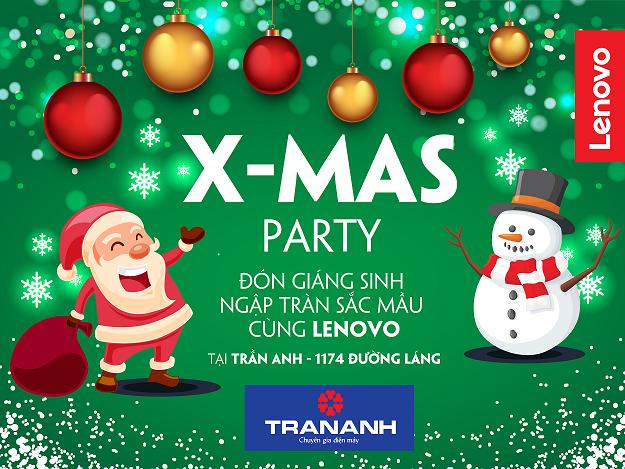 Lenovo
X-MAS
PARTY
ĐÓN GIÁNG SINH
NGẬP TRÀN SẮC MẦU
CÙNG LENOVO
TẠI TRẦN ANH - 1174 ĐƯỜNG LÁNG
TRANANH
Chuyên gia điện máy